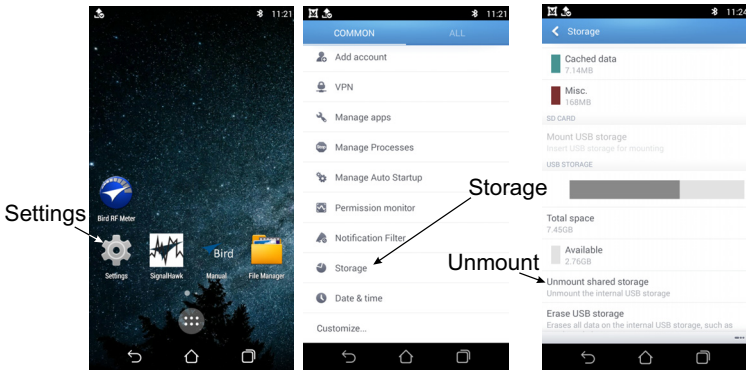 11:21
Bird RF Meter
Settings
SignalHawk
Bird
Manual
File Manager
Settings
11:21
COMMON
ALL
Add account
VPN
Manage apps
Stop
Manage Processes
Manage Auto Startup
Permission monitor
Notification Filter
Storage
Date & time
Customize...
Storage
11:24
Storage
Cached data
7.14MB
Misc.
168MB
SD CARD
Mount USB storage
Insert USB storage for mounting
USB STORAGE
Total space
7.45GB
Available
2.76GB
Unmount shared storage
Unmount the internal USB storage
Erase USB storage
Erases all data on the internal USB storage, such as
Unmount